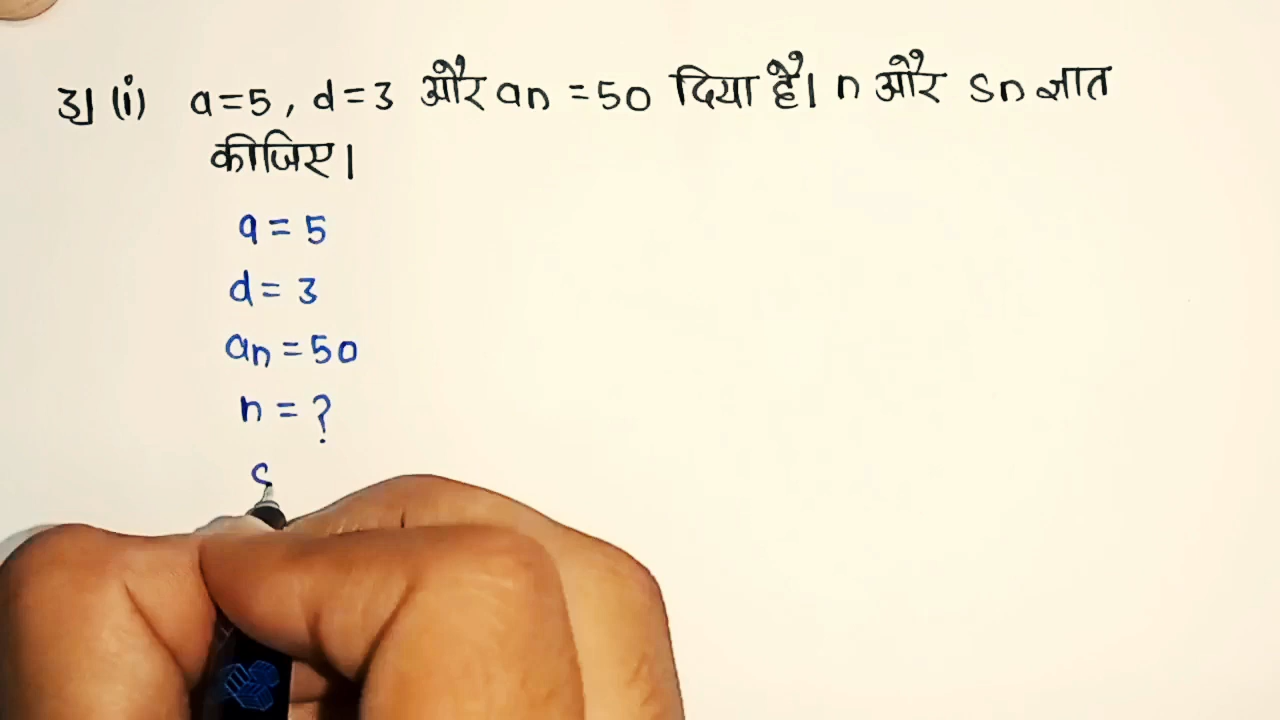 3) (i) a=5, d=3 और an=50 दिया है। n और Sn ज्ञात
कीजिए।
a=5
d=3
an=50
n=?
S